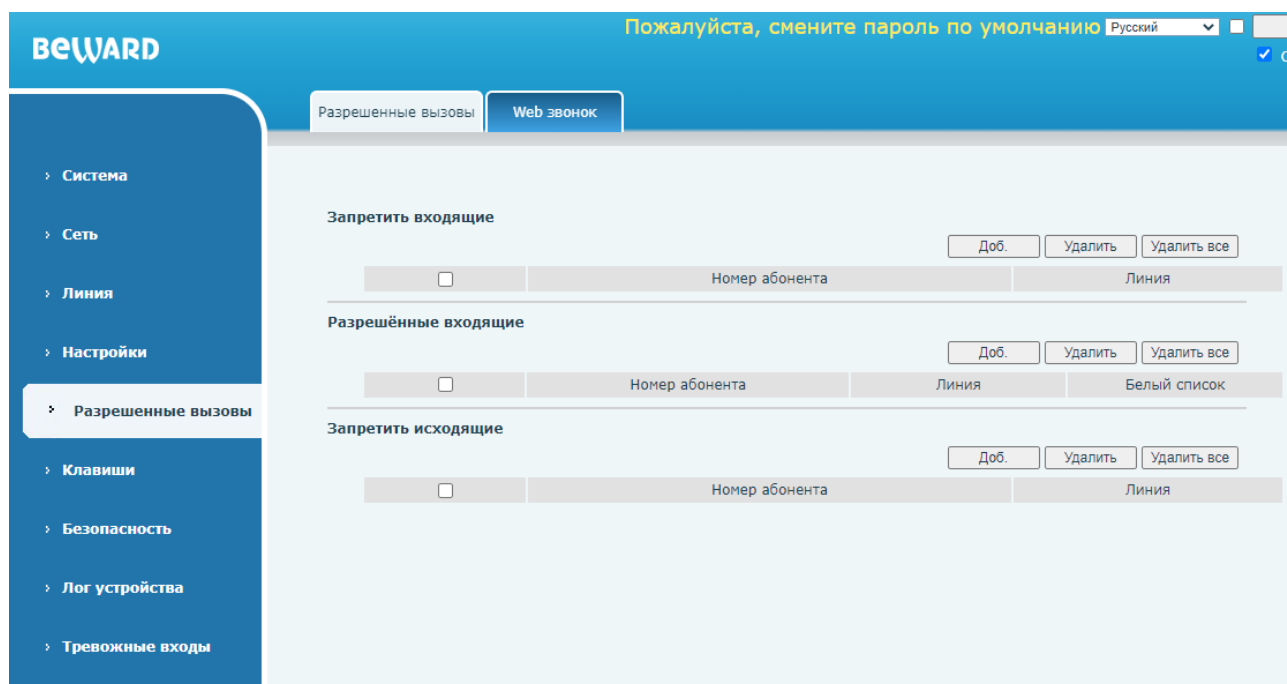 Пожалуйста, смените пароль по умолчанию Русский
BEWARD
Разрешенные вызовы Web звонок
Система
Сеть
Линия
Настройки
Разрешенные вызовы
Клавиши
Безопасность
Лог устройства
Тревожные входы
Запретить входящие
Доб. Удалить Удалить все
Номер абонента Линия
Разрешённые входящие
Доб. Удалить Удалить все
Номер абонента Линия Белый список
Запретить исходящие
Доб. Удалить Удалить все
Номер абонента Линия